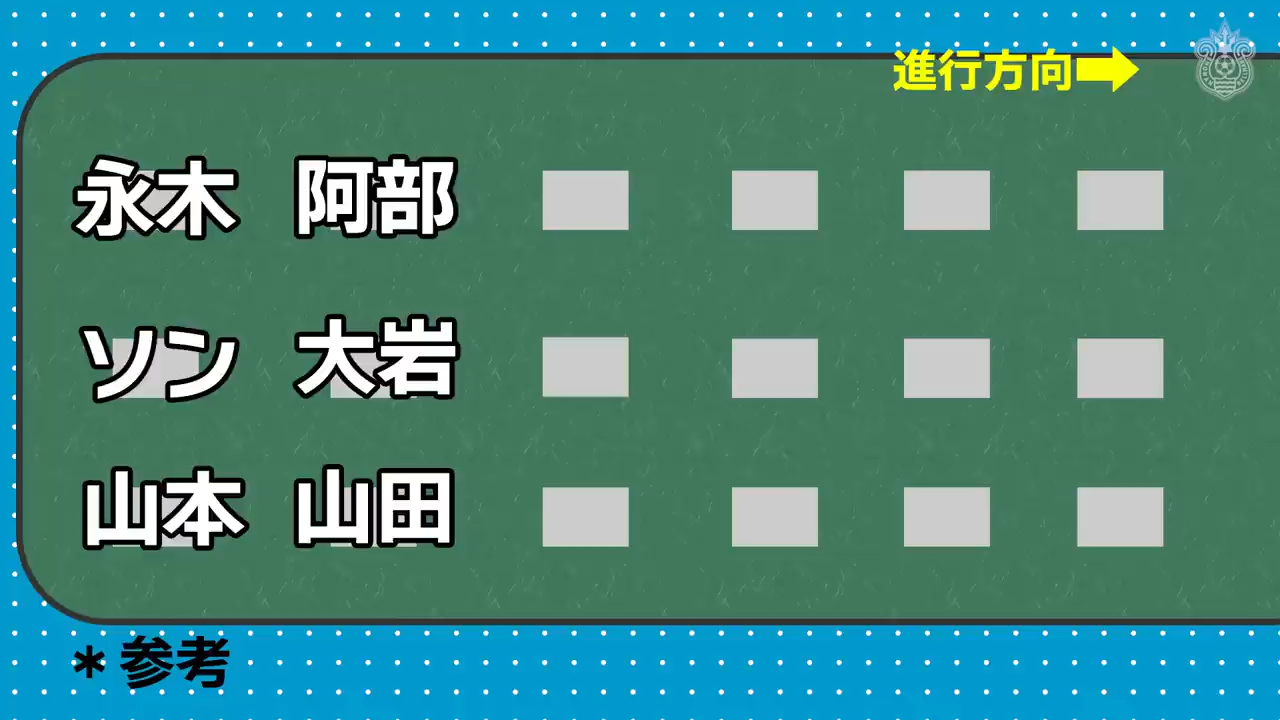 進行方向
永木 阿部
ソン 大岩
山本 山田
*参考